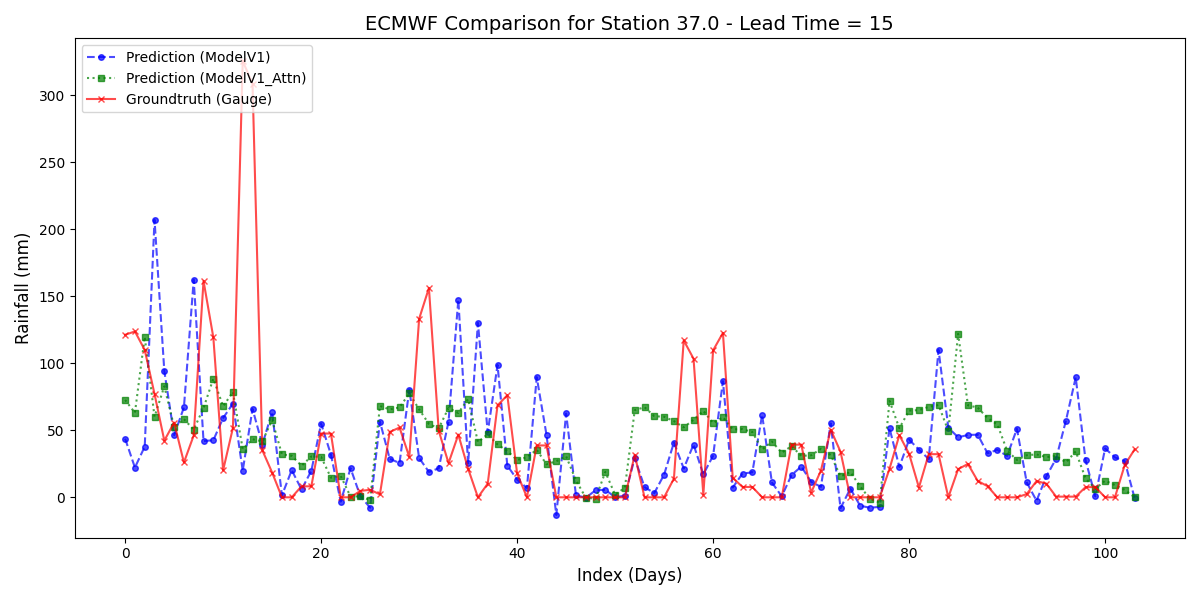 ECMWF Comparison for Station 37.0 - Lead Time = 15
Prediction (ModelV1)
Prediction (ModelV1_Attn)
Groundtruth (Gauge)
Rainfall (mm)
300
250
200
150
100
50
0
0 20 40 60 80 100
Index (Days)